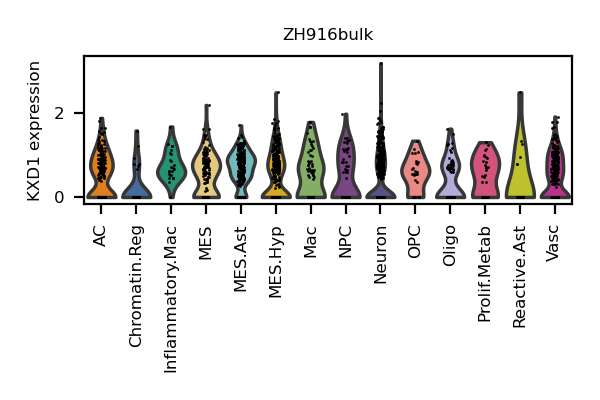 ZH916bulk
KXD1 expression
2
0
AC
Chromatin.Reg
Inflammatory.Mac
MES
MES.Ast
MES.Hyp
Mac
NPC
Neuron
OPC
Oligo
Prolif.Metab
Reactive.Ast
Vasc